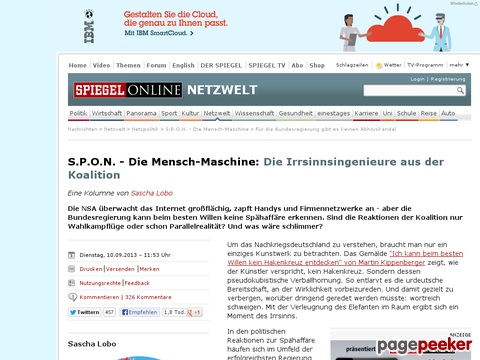 Gestalten Sie die Cloud,
die genau zu Ihnen passt.
Mit IBM SmartCloud.
IBM
Themen Abo Shop Forum DER SPIEGEL SPIEGEL TV Schlagzeilen Wetter TV-Programm mehr
Login | Registrierung
SPIEGEL ONLINE NETZWELT
Politik Wirtschaft Panorama Sport Kultur Netzwelt Wissenschaft Gesundheit einestages Karriere Uni Reise Auto
Nachrichten > Netzwelt > Netzpolitik > S.P.O.N. - Die Mensch-Maschine > Für die Bundesregierung gibt es keinen Abhörskandal
S.P.O.N. - Die Mensch-Maschine: Die Irrsinnsingenieure aus der
Koalition
Eine Kolumne von Sascha Lobo
Die NSA überwacht das Internet großflächig, zapft Handys und Firmennetzwerke an - aber die
Bundesregierung kann beim besten Willen keine Spähaffäre erkennen. Sind die Reaktionen der Koalition nur
Wahlkampflüge oder schon Parallelrealität? Und was wäre schlimmer?
Dienstag, 10.09.2013 – 11:53 Uhr
Drucken | Versenden | Merken
Nutzungsrechte | Feedback
Kommentieren | 326 Kommentare
Twittern 457 Empfehlen 1,8 Tsd. +1
Sascha Lobo
Um das Nachkriegsdeutschland zu verstehen, braucht man nur ein
einziges Kunstwerk zu betrachten. Das Gemälde "Ich kann beim besten
Willen kein Hakenkreuz entdecken" von Martin Kippenberger zeigt, wie
der Künstler verspricht, kein Hakenkreuz. Sondern dessen
pseudokubistische Verballhornung. So entlarvt es die urdeutsche
Bereitschaft, an der Wirklichkeit vorbeizureden. Und damit gezielt zu
verbergen, worüber dringend geredet werden müsste: wortreich
schweigen. Mit der Verleugnung des Elefanten im Raum ergibt sich ein
Moment des Irrsinns.
In den politischen
Reaktionen zur Spähaffäre
häufen sich im Umfeld der
erfolgreichsten Regierung
ANZEIGE
präsentiert
pagepeeker